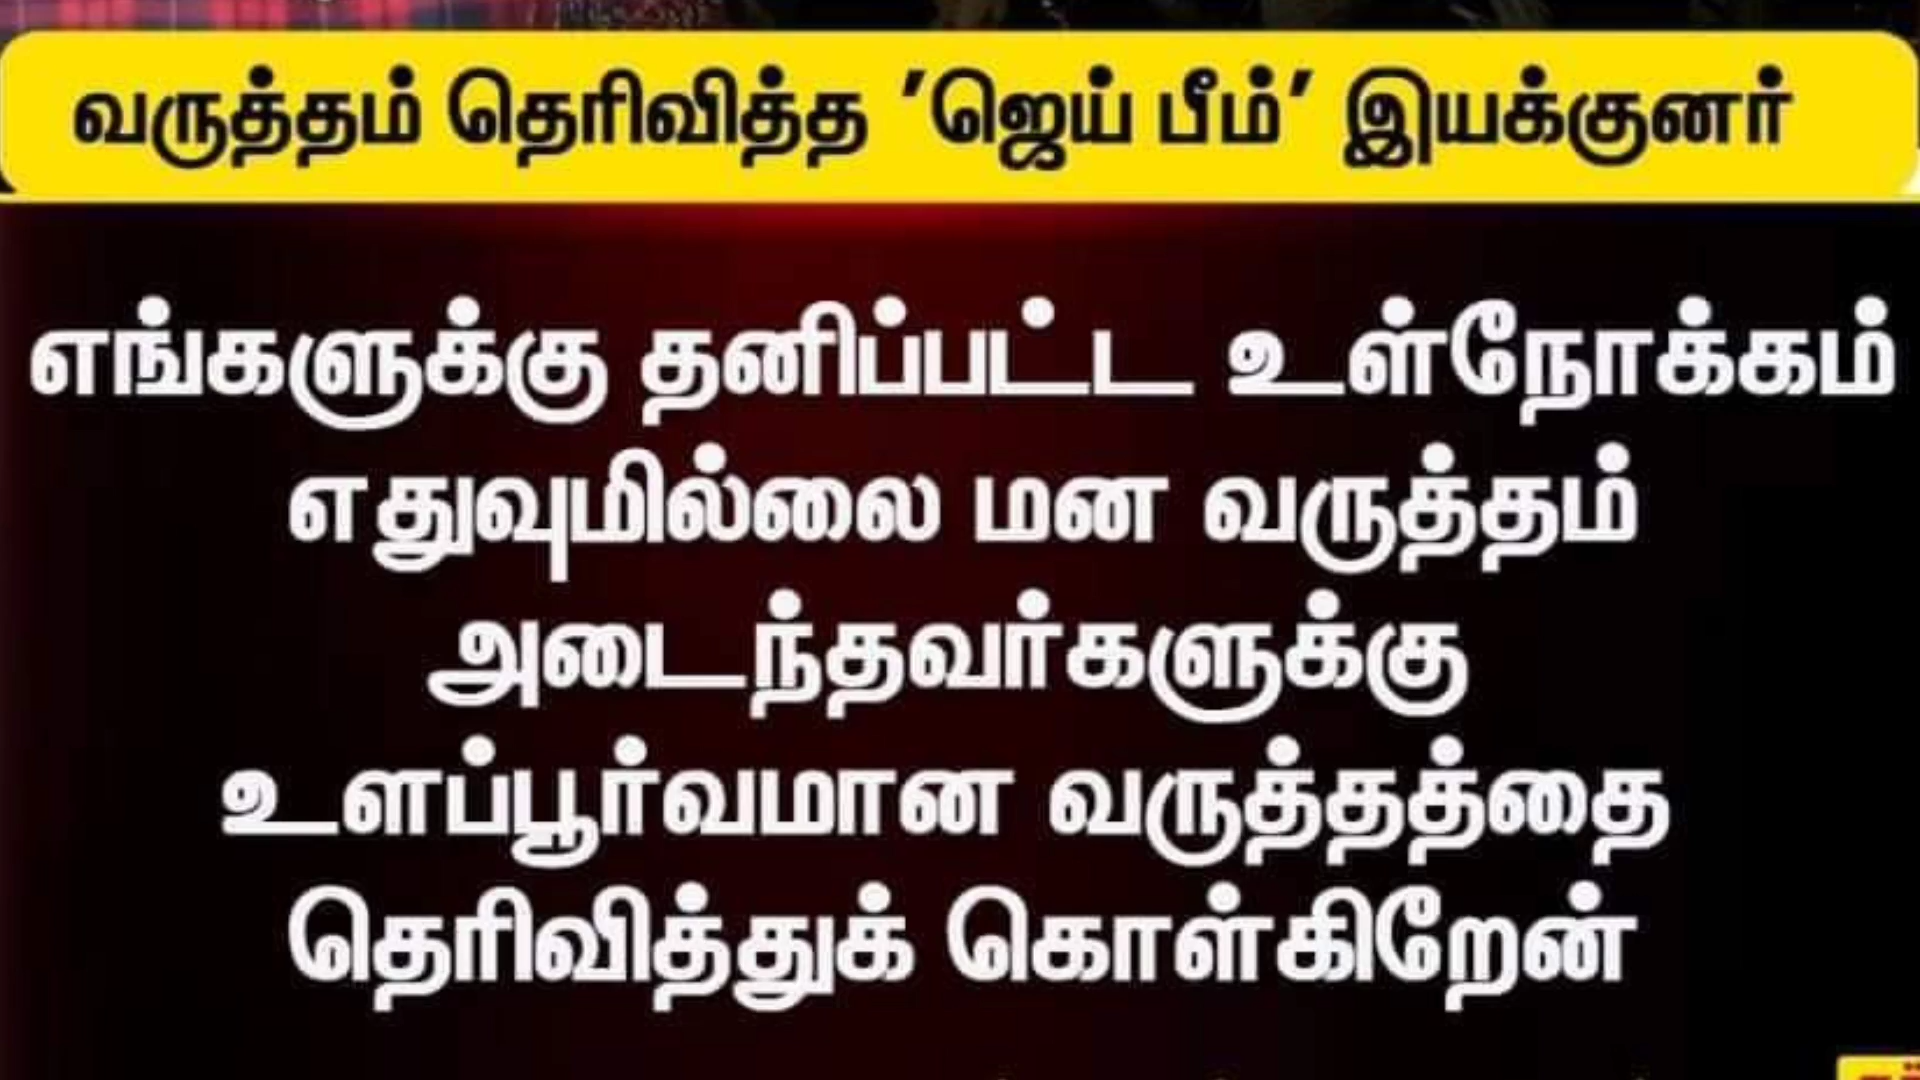 வருத்தம் தெரிவித்த 'ஜெய் பீம்' இயக்குனர்
எங்களுக்கு தனிப்பட்ட உள்நோக்கம்
எதுவுமில்லை மன வருத்தம்
அடைந்தவர்களுக்கு
உளப்பூர்வமான வருத்தத்தை
தெரிவித்துக் கொள்கிறேன்